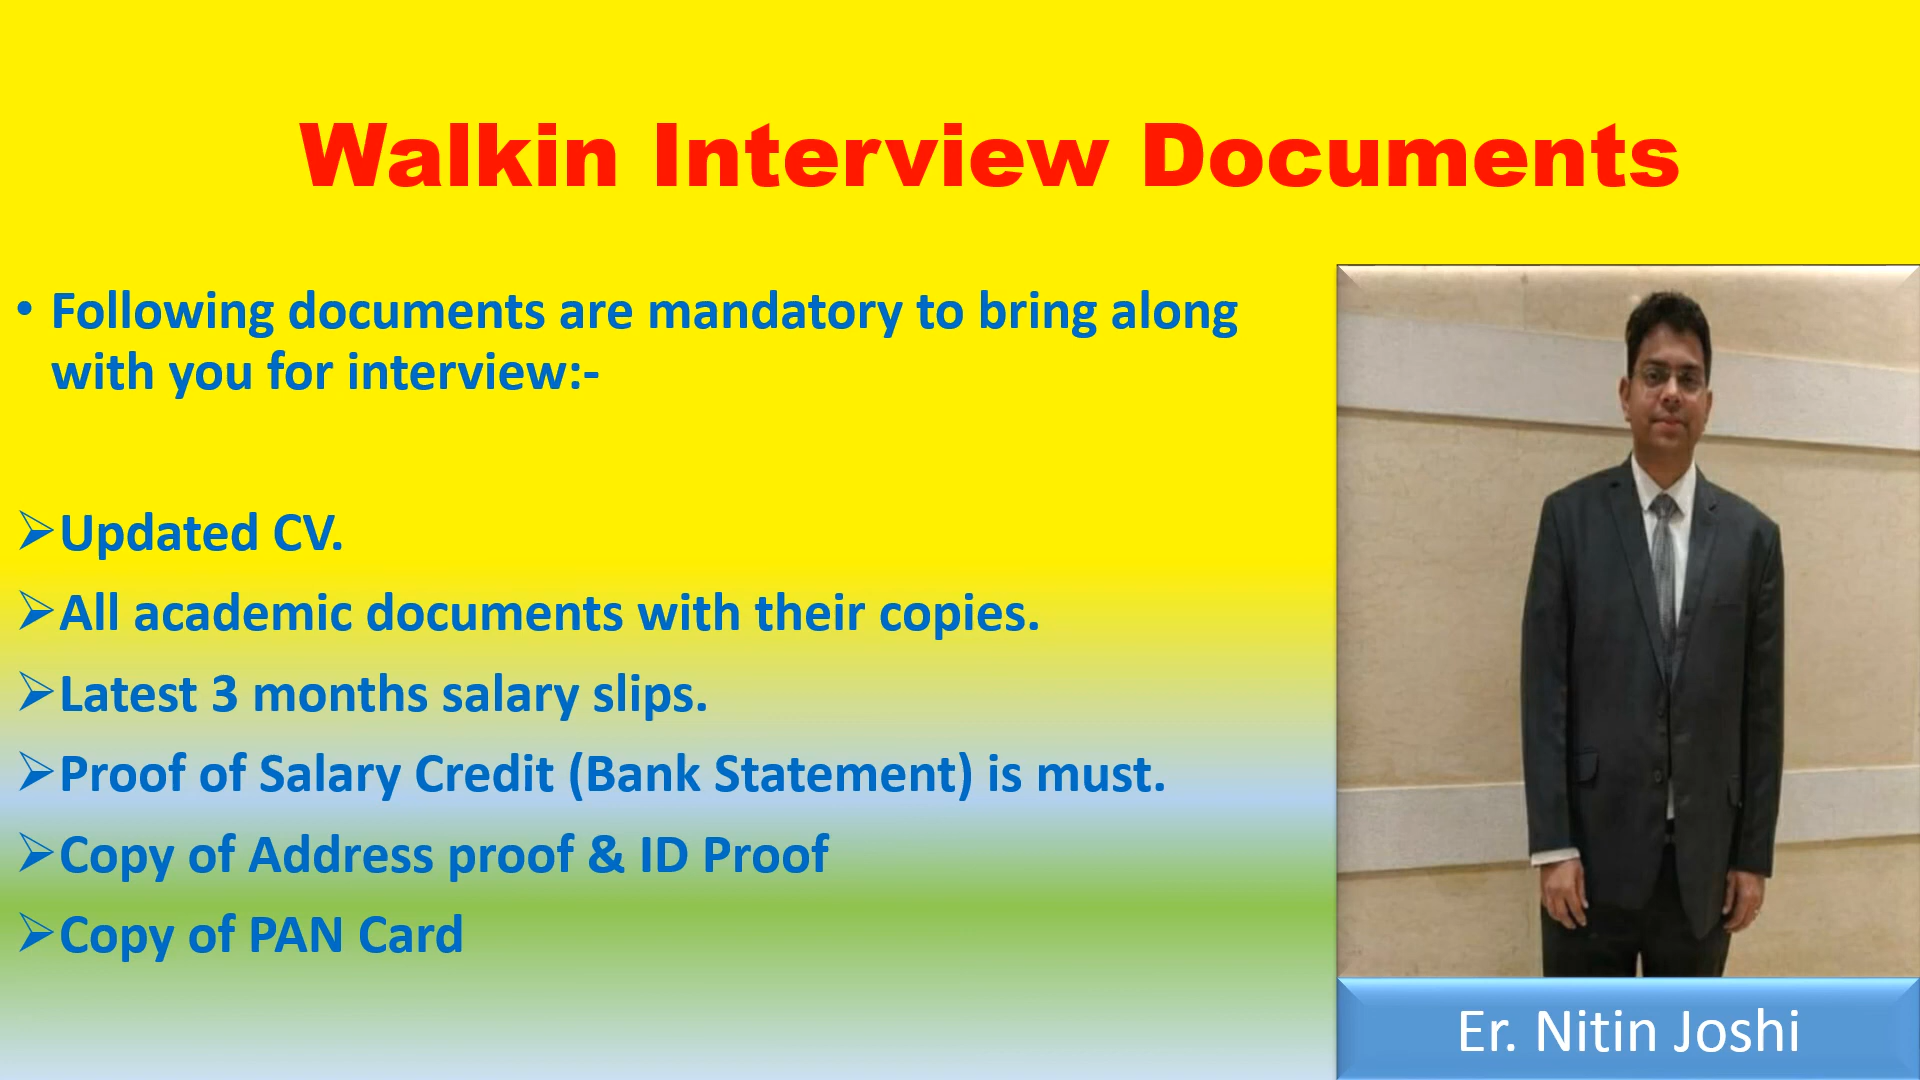 Walkin Interview Documents
• Following documents are mandatory to bring along
with you for interview:-
➢Updated CV.
➢All academic documents with their copies.
➢Latest 3 months salary slips.
➢Proof of Salary Credit (Bank Statement) is must.
➢Copy of Address proof & ID Proof
➢Copy of PAN Card
Er. Nitin Joshi